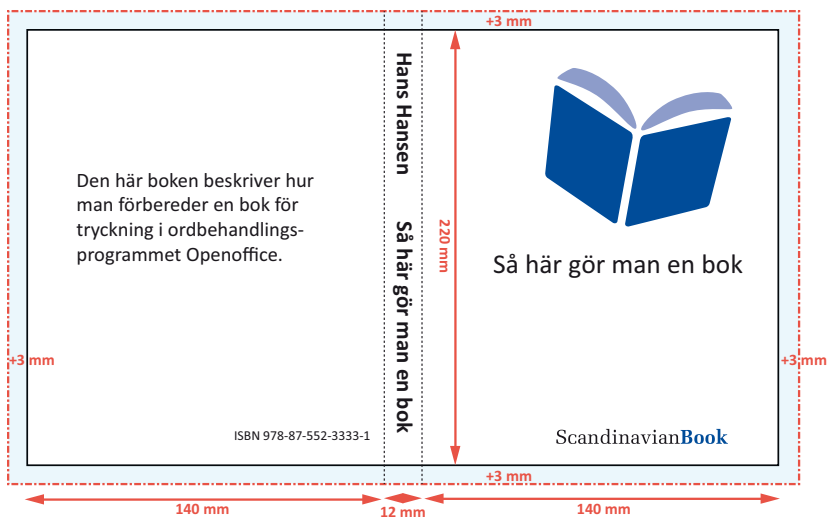 +3 mm
Den här boken beskriver hur
man förbereder en bok för
tryckning i ordbehandlings-
programmet Openoffice.
ISBN 978-87-552-3333-1
Hans Hansen
Så här gör man en bok
220 mm
Så här gör man en bok
ScandinavianBook
+3 mm
+3 mm
+3 mm
140 mm
12 mm
140 mm